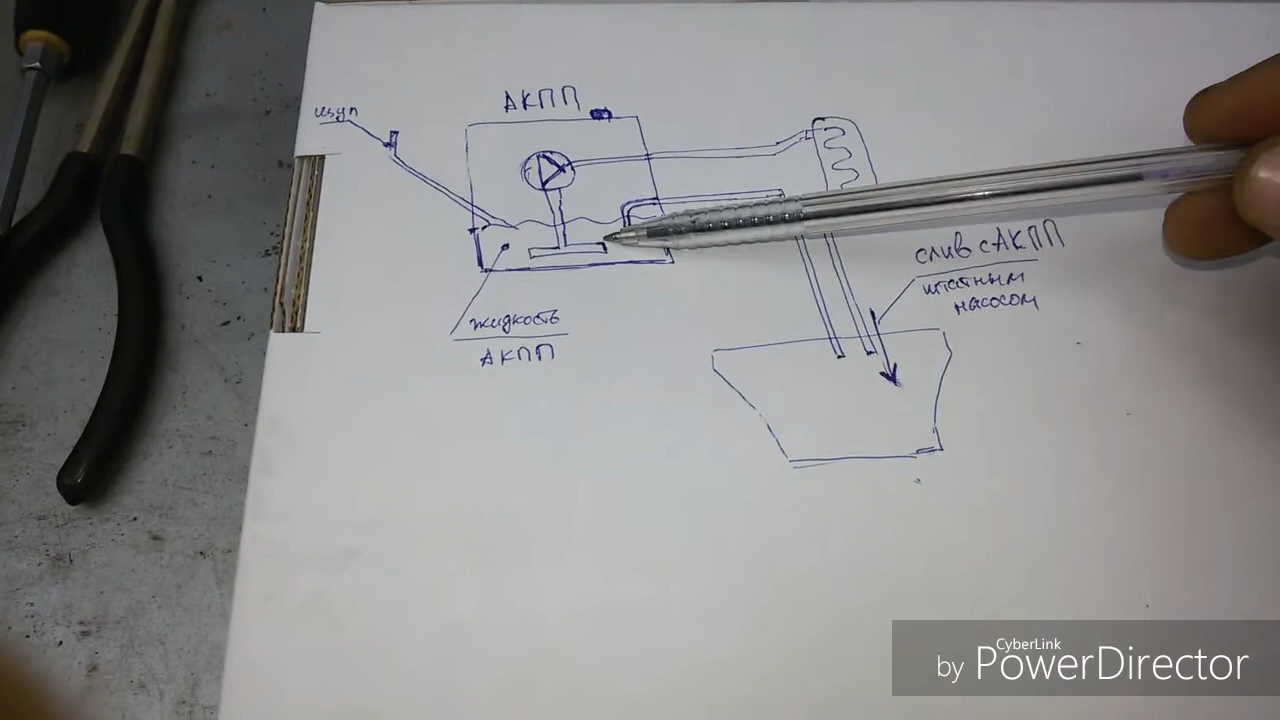 АКПП
щуп
слив с АКПП
штатным
насосом
жидкость
АКПП
CyberLink
by PowerDirector